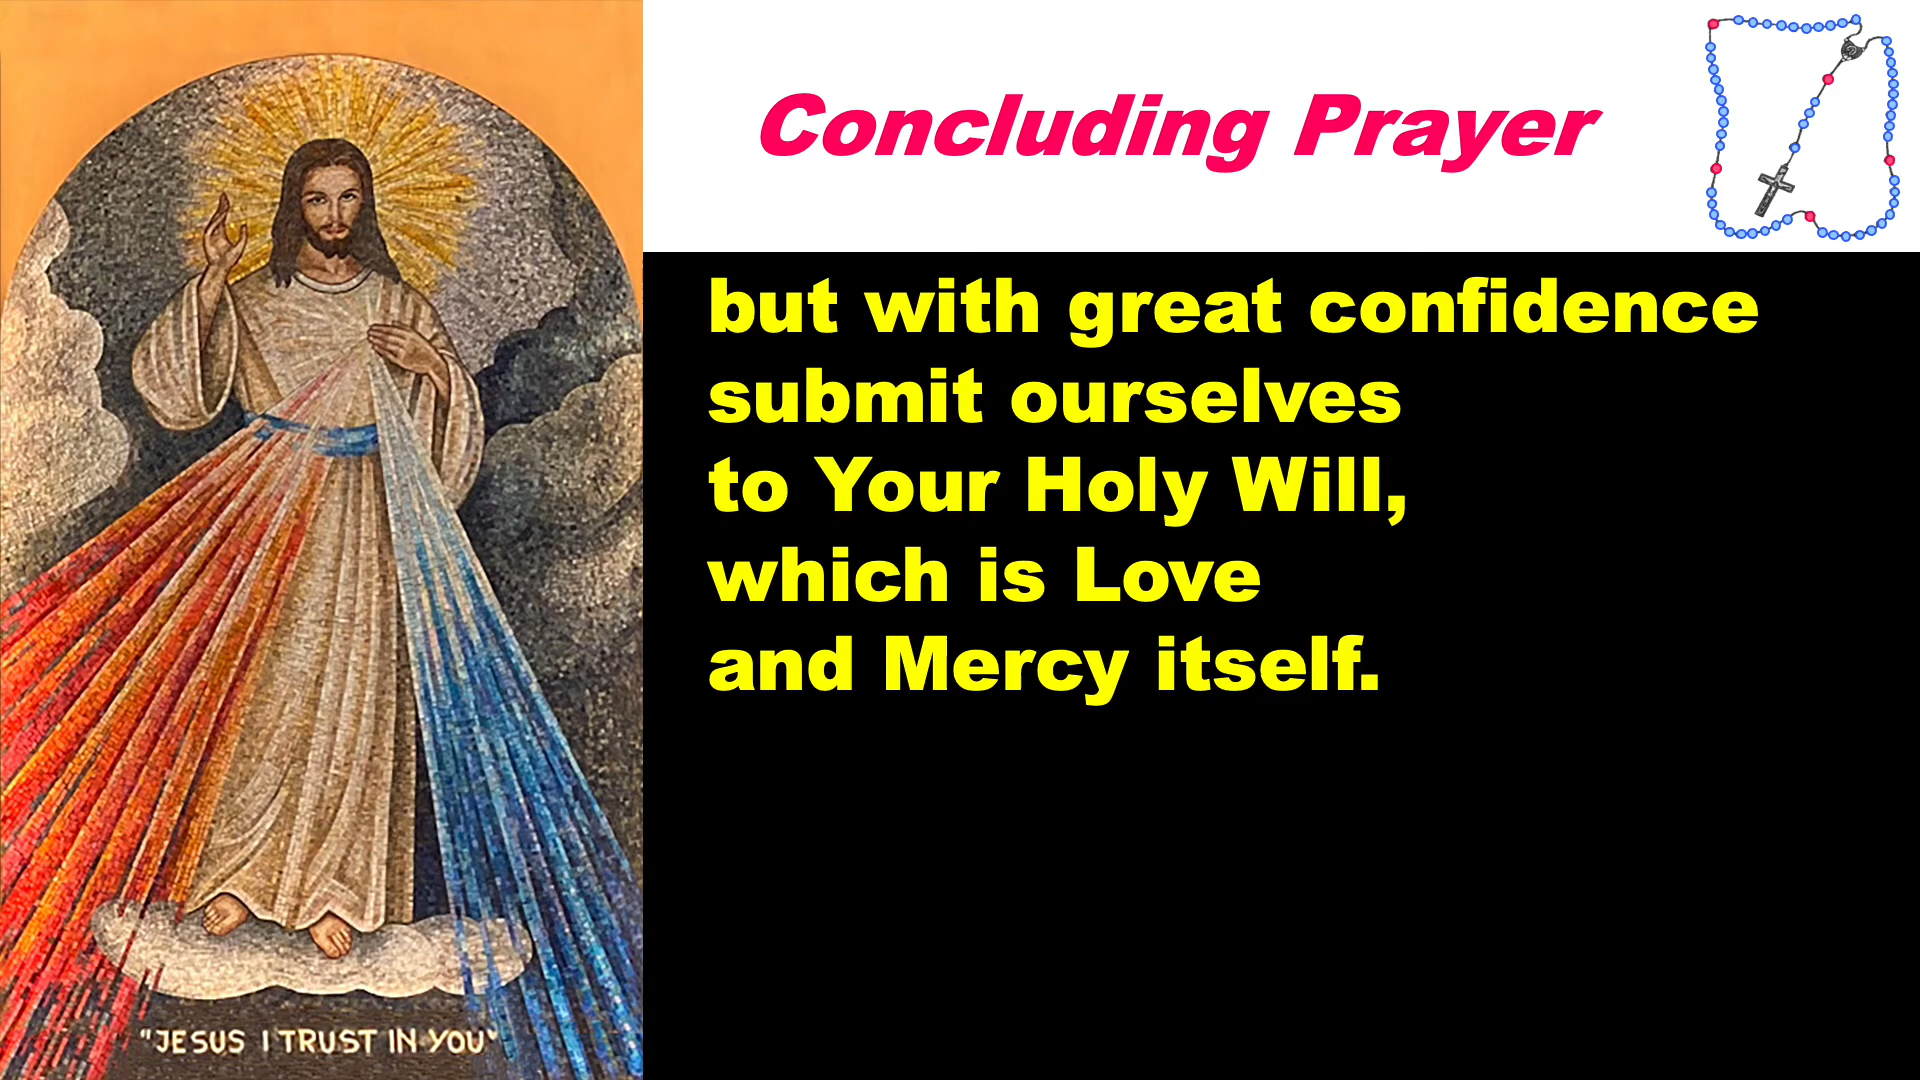 Concluding Prayer
but with great confidence
submit ourselves
to Your Holy Will,
which is Love
and Mercy itself.
"JESUS I TRUST IN YOU"